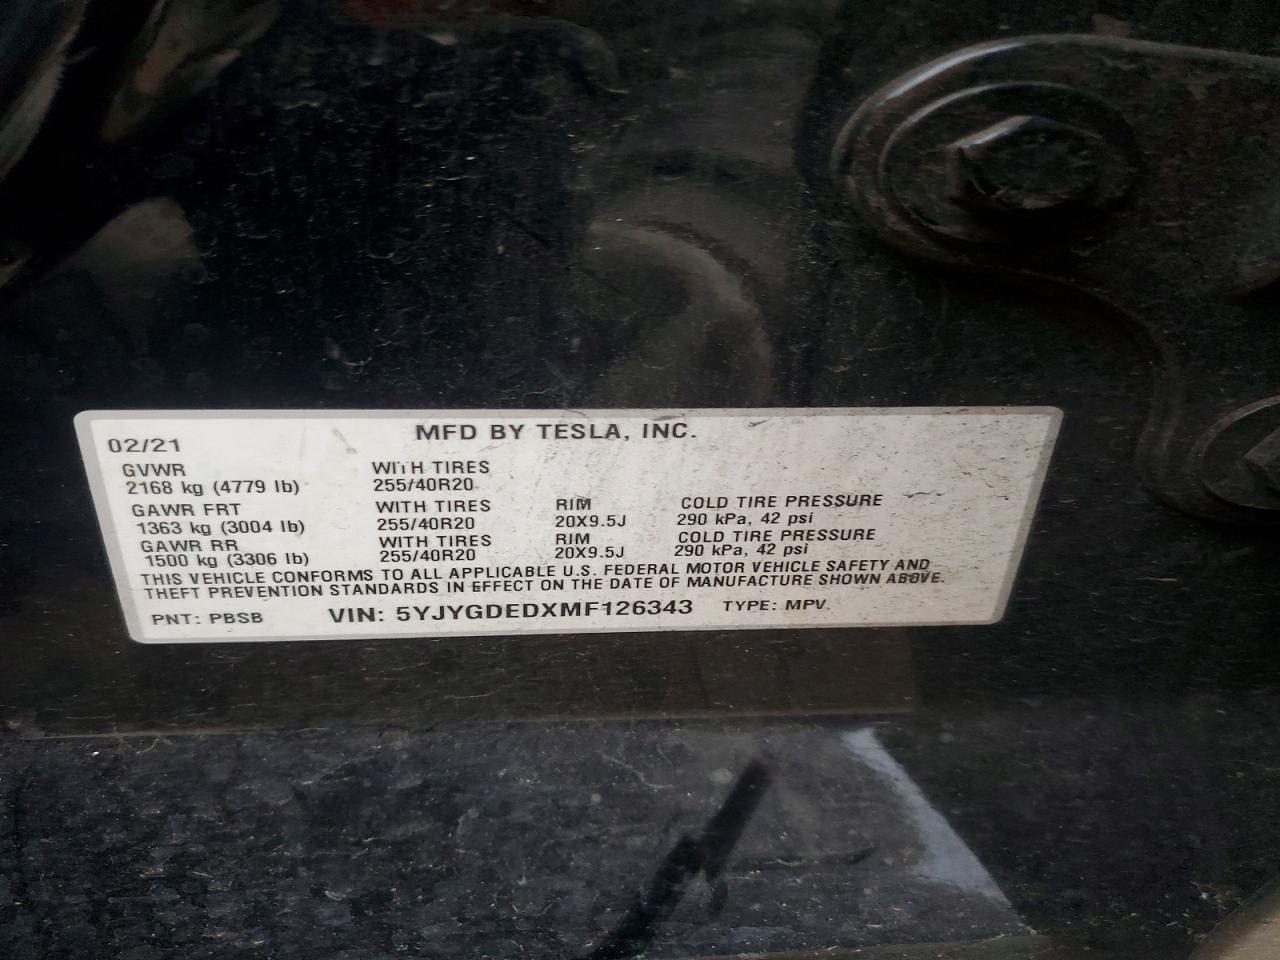 MFD BY TESLA, INC.
02/21
GVWR WITH TIRES
2168 kg (4779 lb) 255/40R20
GAWR FRT WITH TIRES RIM COLD TIRE PRESSURE
1363 kg (3004 lb) 255/40R20 20X9.5J 290 kPa, 42 psi
GAWR RR WITH TIRES RIM COLD TIRE PRESSURE
1500 kg (3306 lb) 255/40R20 20X9.5J 290 kPa, 42 psi
THIS VEHICLE CONFORMS TO ALL APPLICABLE U.S. FEDERAL MOTOR VEHICLE SAFETY AND
THEFT PREVENTION STANDARDS IN EFFECT ON THE DATE OF MANUFACTURE SHOWN ABOVE.
PNT: PBSB VIN: 5YJYGDEDXMF126343 TYPE: MPV